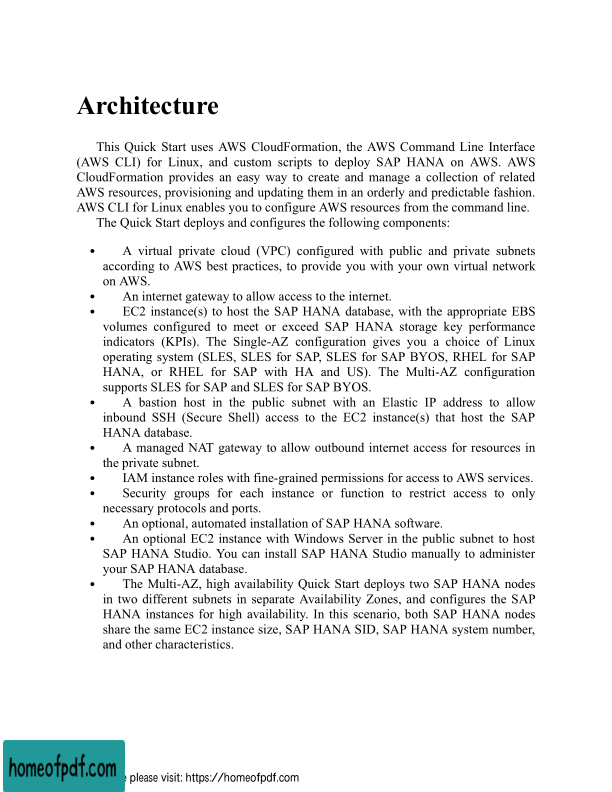 Architecture
This Quick Start uses AWS CloudFormation, the AWS Command Line Interface
(AWS CLI) for Linux, and custom scripts to deploy SAP HANA on AWS. AWS
CloudFormation provides an easy way to create and manage a collection of related
AWS resources, provisioning and updating them in an orderly and predictable fashion.
AWS CLI for Linux enables you to configure AWS resources from the command line.
The Quick Start deploys and configures the following components:
• A virtual private cloud (VPC) configured with public and private subnets
according to AWS best practices, to provide you with your own virtual network
on AWS.
• An internet gateway to allow access to the internet.
• EC2 instance(s) to host the SAP HANA database, with the appropriate EBS
volumes configured to meet or exceed SAP HANA storage key performance
indicators (KPIs). The Single-AZ configuration gives you a choice of Linux
operating system (SLES, SLES for SAP, SLES for SAP BYOS, RHEL for SAP
HANA, or RHEL for SAP with HA and US). The Multi-AZ configuration
supports SLES for SAP and SLES for SAP BYOS.
• A bastion host in the public subnet with an Elastic IP address to allow
inbound SSH (Secure Shell) access to the EC2 instance(s) that host the SAP
HANA database.
• A managed NAT gateway to allow outbound internet access for resources in
the private subnet.
• IAM instance roles with fine-grained permissions for access to AWS services.
• Security groups for each instance or function to restrict access to only
necessary protocols and ports.
• An optional, automated installation of SAP HANA software.
• An optional EC2 instance with Windows Server in the public subnet to host
SAP HANA Studio. You can install SAP HANA Studio manually to administer
your SAP HANA database.
• The Multi-AZ, high availability Quick Start deploys two SAP HANA nodes
in two different subnets in separate Availability Zones, and configures the SAP
HANA instances for high availability. In this scenario, both SAP HANA nodes
share the same EC2 instance size, SAP HANA SID, SAP HANA system number,
and other characteristics.
homeofpdf.com
please visit: https://homeofpdf.com